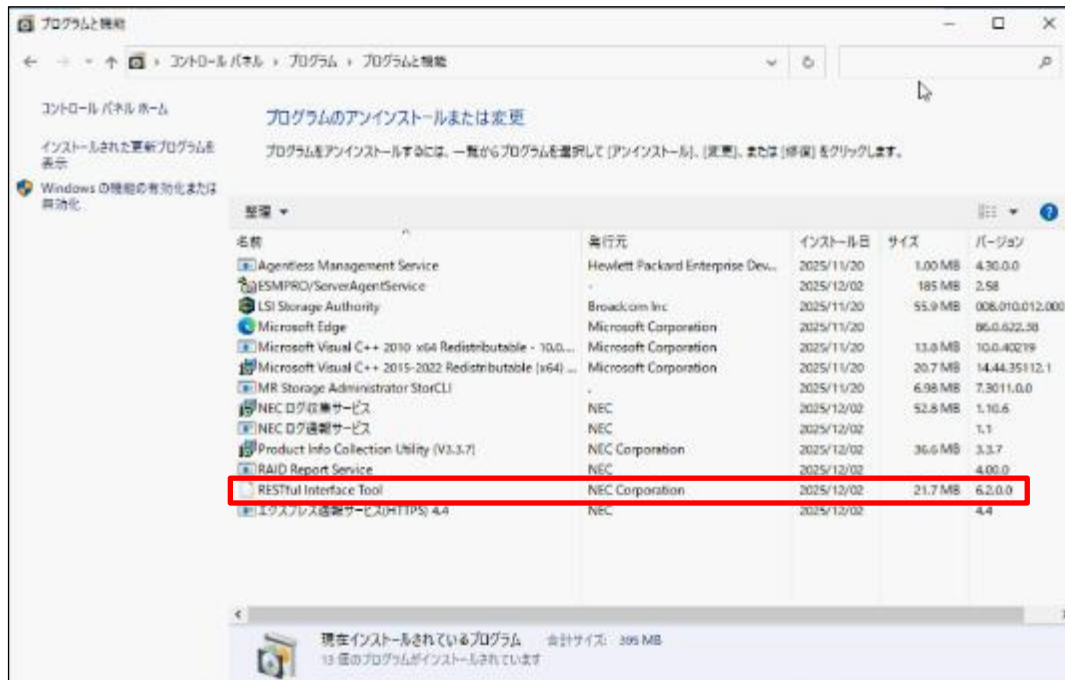 プログラムと機能
コントロール パネル › プログラム › プログラムと機能
コントロール パネル ホーム
インストールされた更新プログラムを
表示
Windows の機能の有効化または
無効化
プログラムのアンインストールまたは変更
プログラムをアンインストールするには、一覧からプログラムを選択して [アンインストール]、[変更]、または [修復] をクリックします。
整理
名前 発行元 インストール日 サイズ バージョン
Agentless Management Service Hewlett Packard Enterprise Dev... 2025/11/20 1.00 MB 4.30.0.0
ESMPRO/ServerAgentService . 2025/12/02 185 MB 2.58
LSI Storage Authority Broadcom Inc 2025/11/20 55.9 MB 008.010.012.000
Microsoft Edge Microsoft Corporation 2025/11/20 86.0.622.38
Microsoft Visual C++ 2010 x64 Redistributable - 10.0.... Microsoft Corporation 2025/11/20 13.8 MB 10.0.40219
Microsoft Visual C++ 2015-2022 Redistributable (x64) ... Microsoft Corporation 2025/11/20 20.7 MB 14.44.35112.1
MR Storage Administrator StorCLI . 2025/11/20 6.98 MB 7.3011.0.0
NEC ログ収集サービス NEC 2025/12/02 52.8 MB 1.10.6
NEC ログ通報サービス NEC 2025/12/02 1.1
Product Info Collection Utility (V3.3.7) NEC Corporation 2025/12/02 36.6 MB 3.3.7
RAID Report Service NEC 2025/12/02 4.00.0
RESTful Interface Tool NEC Corporation 2025/12/02 21.7 MB 6.2.0.0
エクスプレス通報サービス(HTTPS) 4.4 NEC 2025/12/02 4.4
現在インストールされているプログラム 合計サイズ: 395 MB
13 個のプログラムがインストールされています